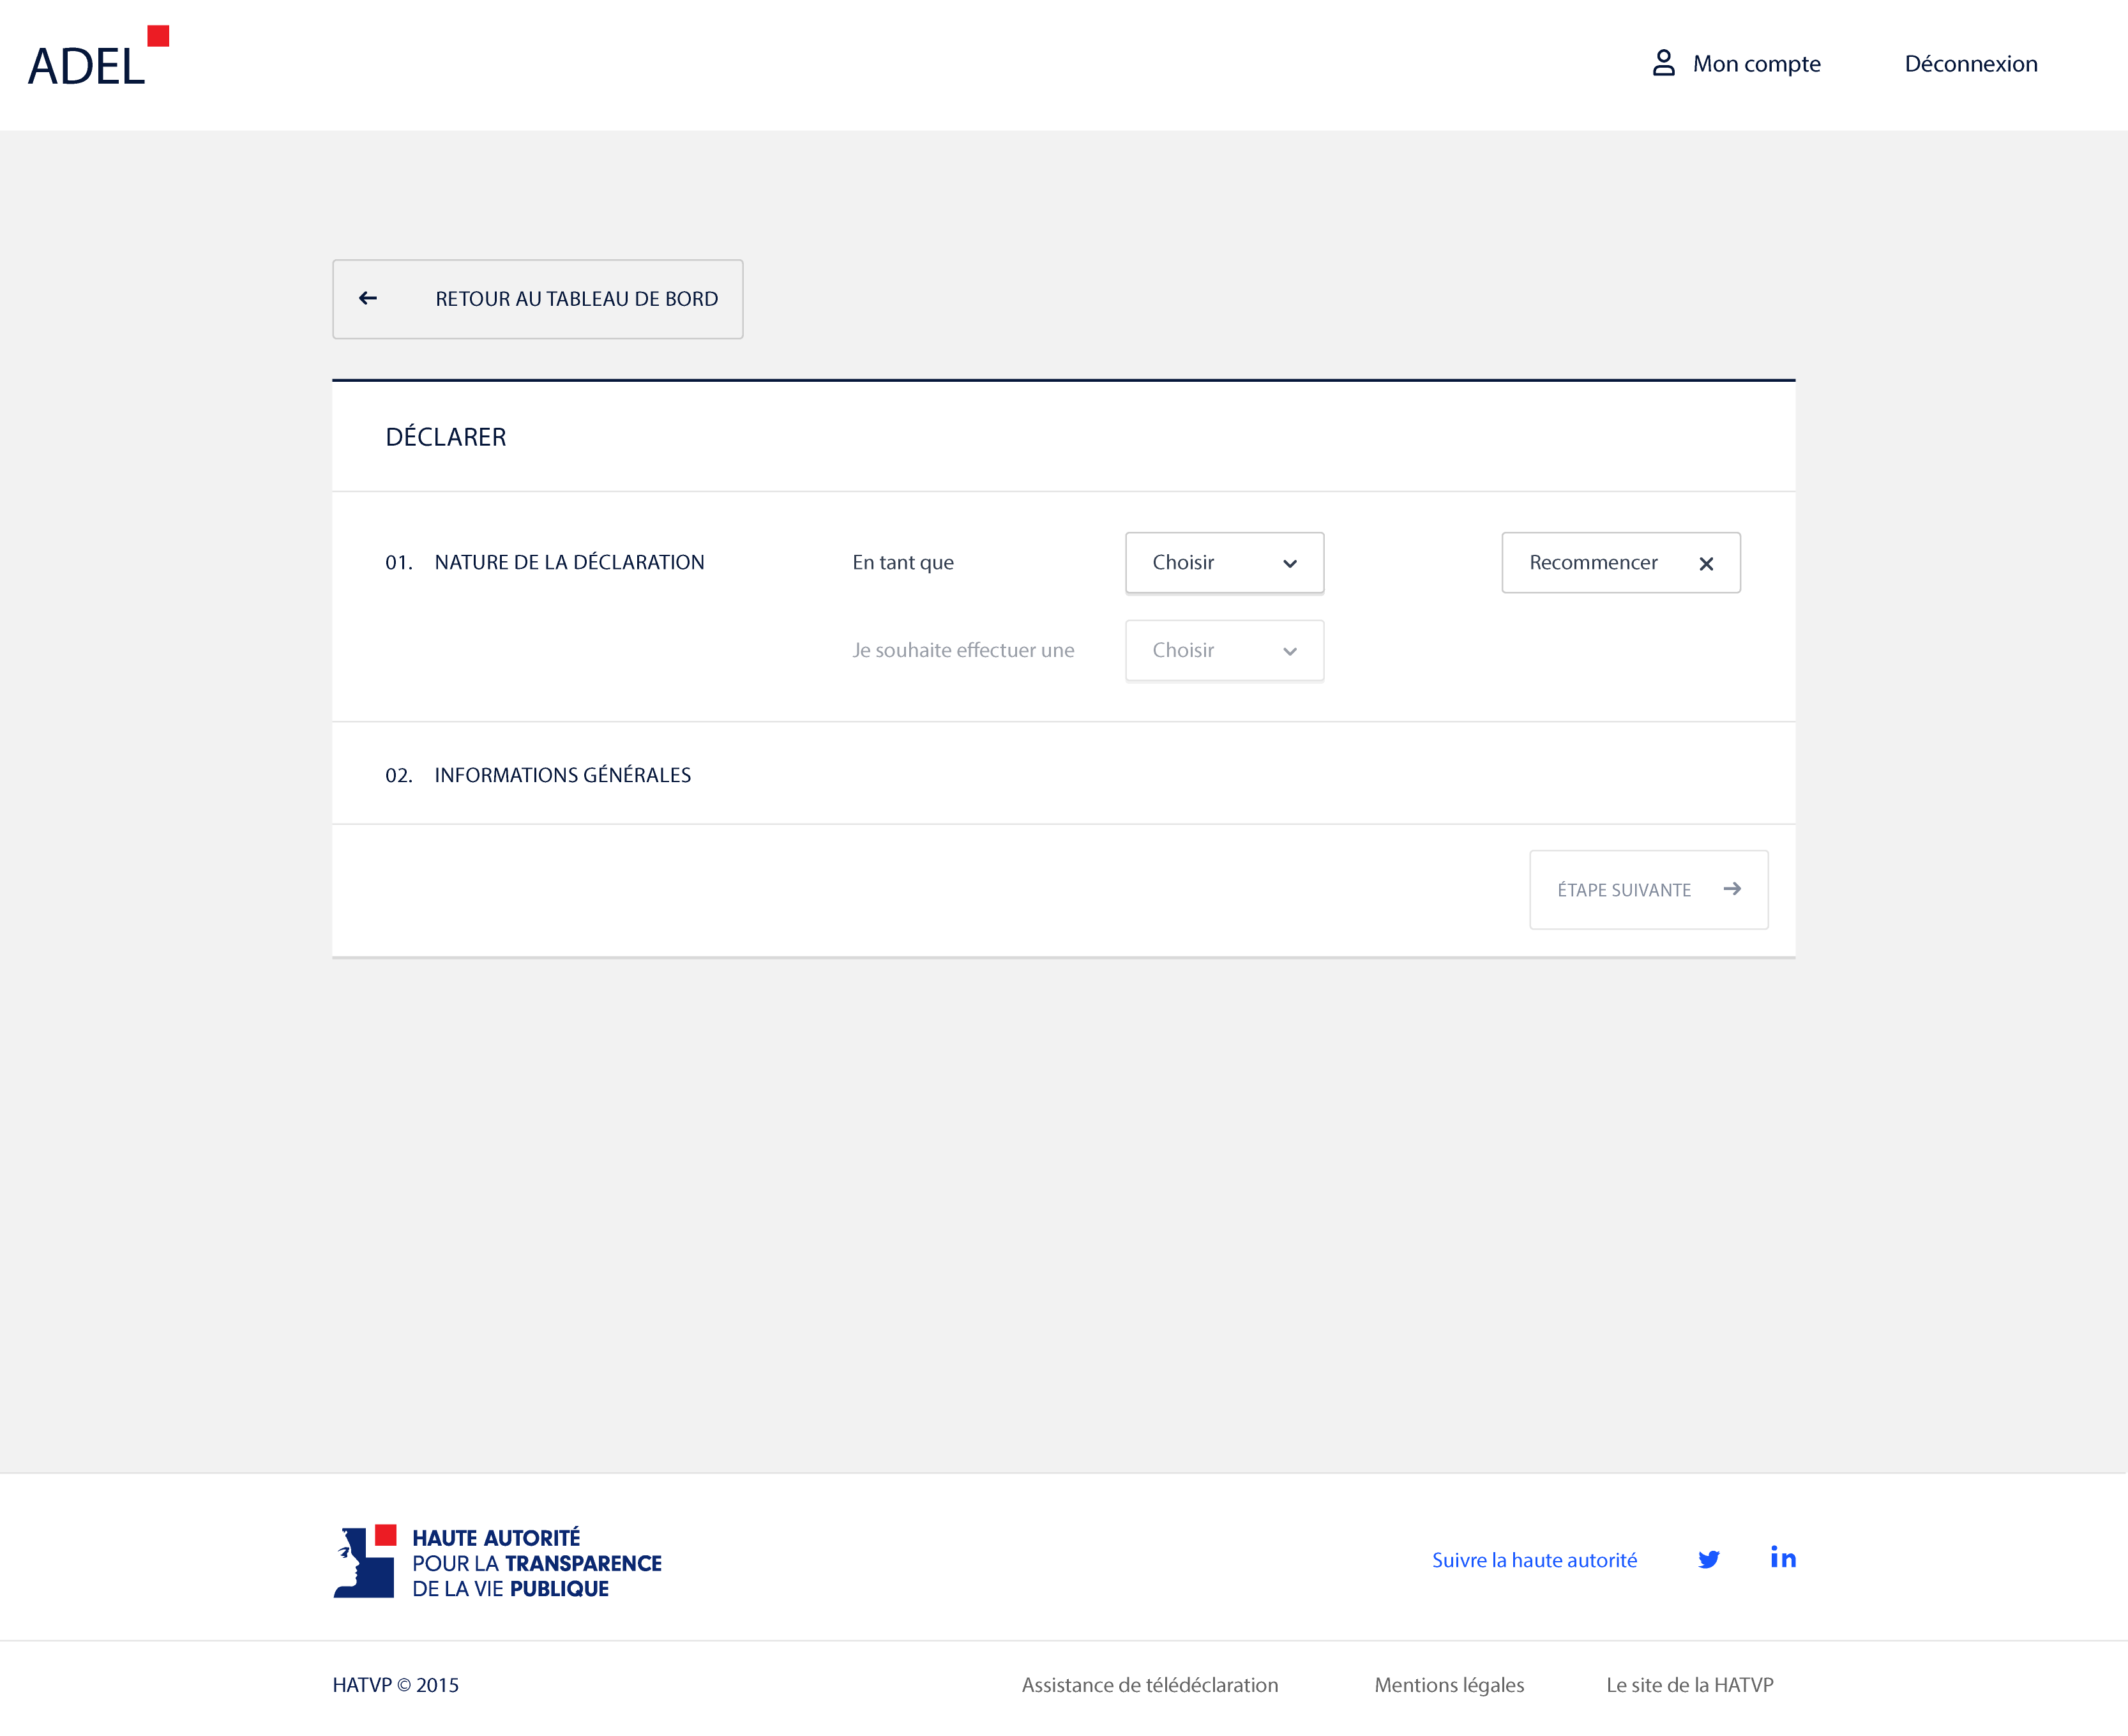 ADEL
Mon compte
Déconnexion
RETOUR AU TABLEAU DE BORD
DÉCLARER
01. NATURE DE LA DÉCLARATION
En tant que
Choisir
Recommencer
Je souhaite effectuer une
Choisir
02. INFORMATIONS GÉNÉRALES
ÉTAPE SUIVANTE
HAUTE AUTORITÉ
POUR LA TRANSPARENCE
DE LA VIE PUBLIQUE
Suivre la haute autorité
in
HATVP © 2015
Assistance de télédéclaration
Mentions légales
Le site de la HATVP